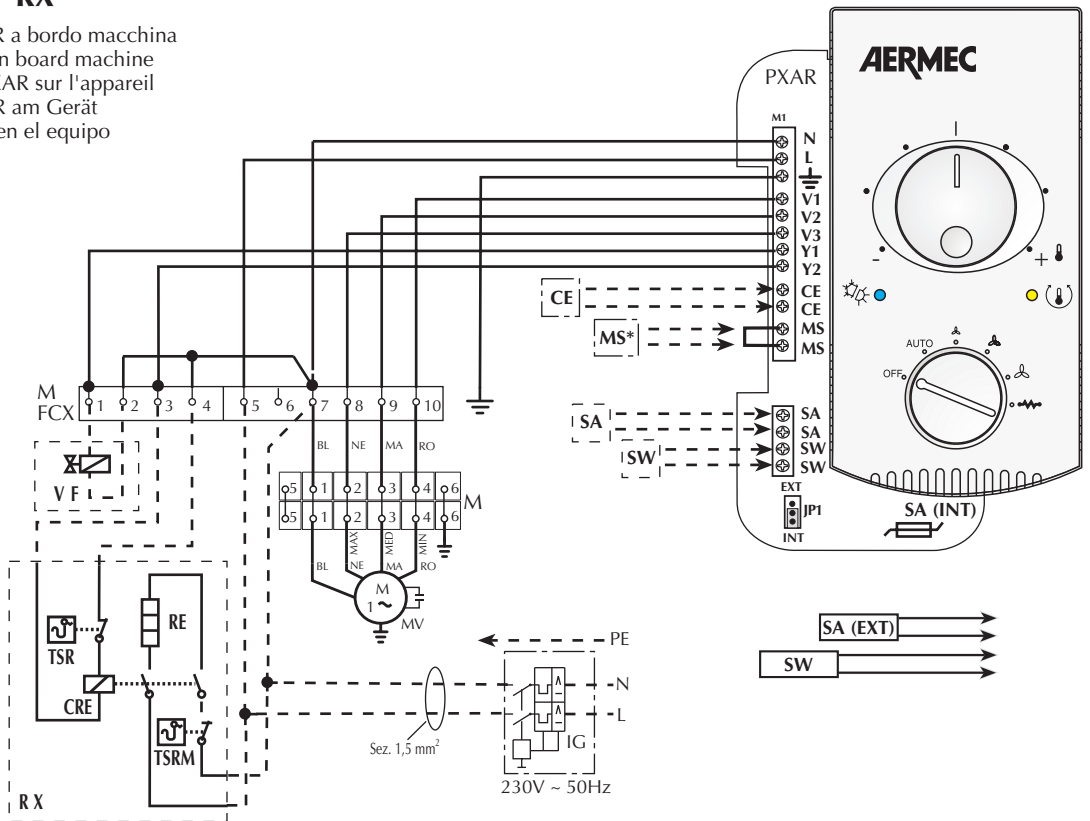 RX
R a bordo macchina
n board machine
XAR sur l'appareil
R am Gerät
en el equipo
AERMEC
PXAR
M1
N
L
V1
V2
V3
Y1
Y2
CE
CE
MS
MS
SA
SA
SW
SW
EXT
JP1
INT
SA (INT)
- +
AUTO
OFF
CE
MS*
SA
SW
M
FCX
1 2 3 4 5 6 7 8 9 10
BL NE MA RO
5 1 2 3 4 6
M
5 1 2 3 4 6
MAX MED MIN
BL NE MA RO
M
1 ~
MV
V F
RE
TSR
CRE
TSRM
R X
PE
N
L
IG
Sez. 1,5 mm²
230V ~ 50Hz
SA (EXT)
SW